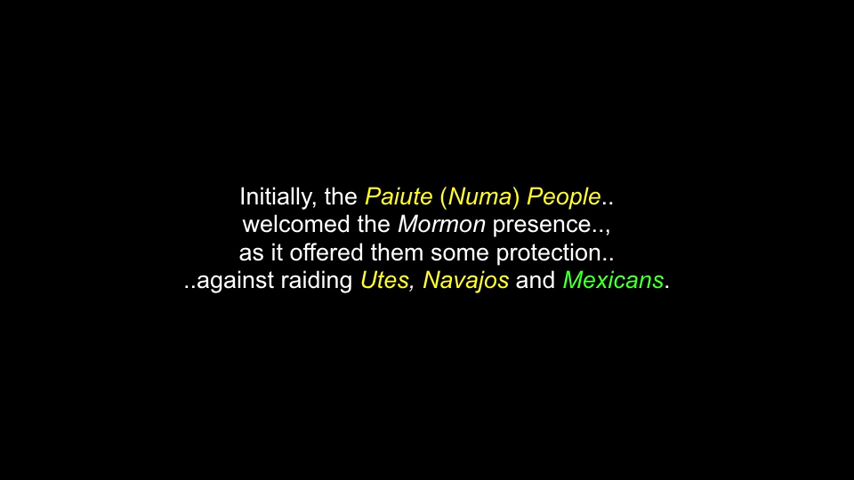 Initially, the Paiute (Numa) People..
welcomed the Mormon presence..,
as it offered them some protection..
..against raiding Utes, Navajos and Mexicans.